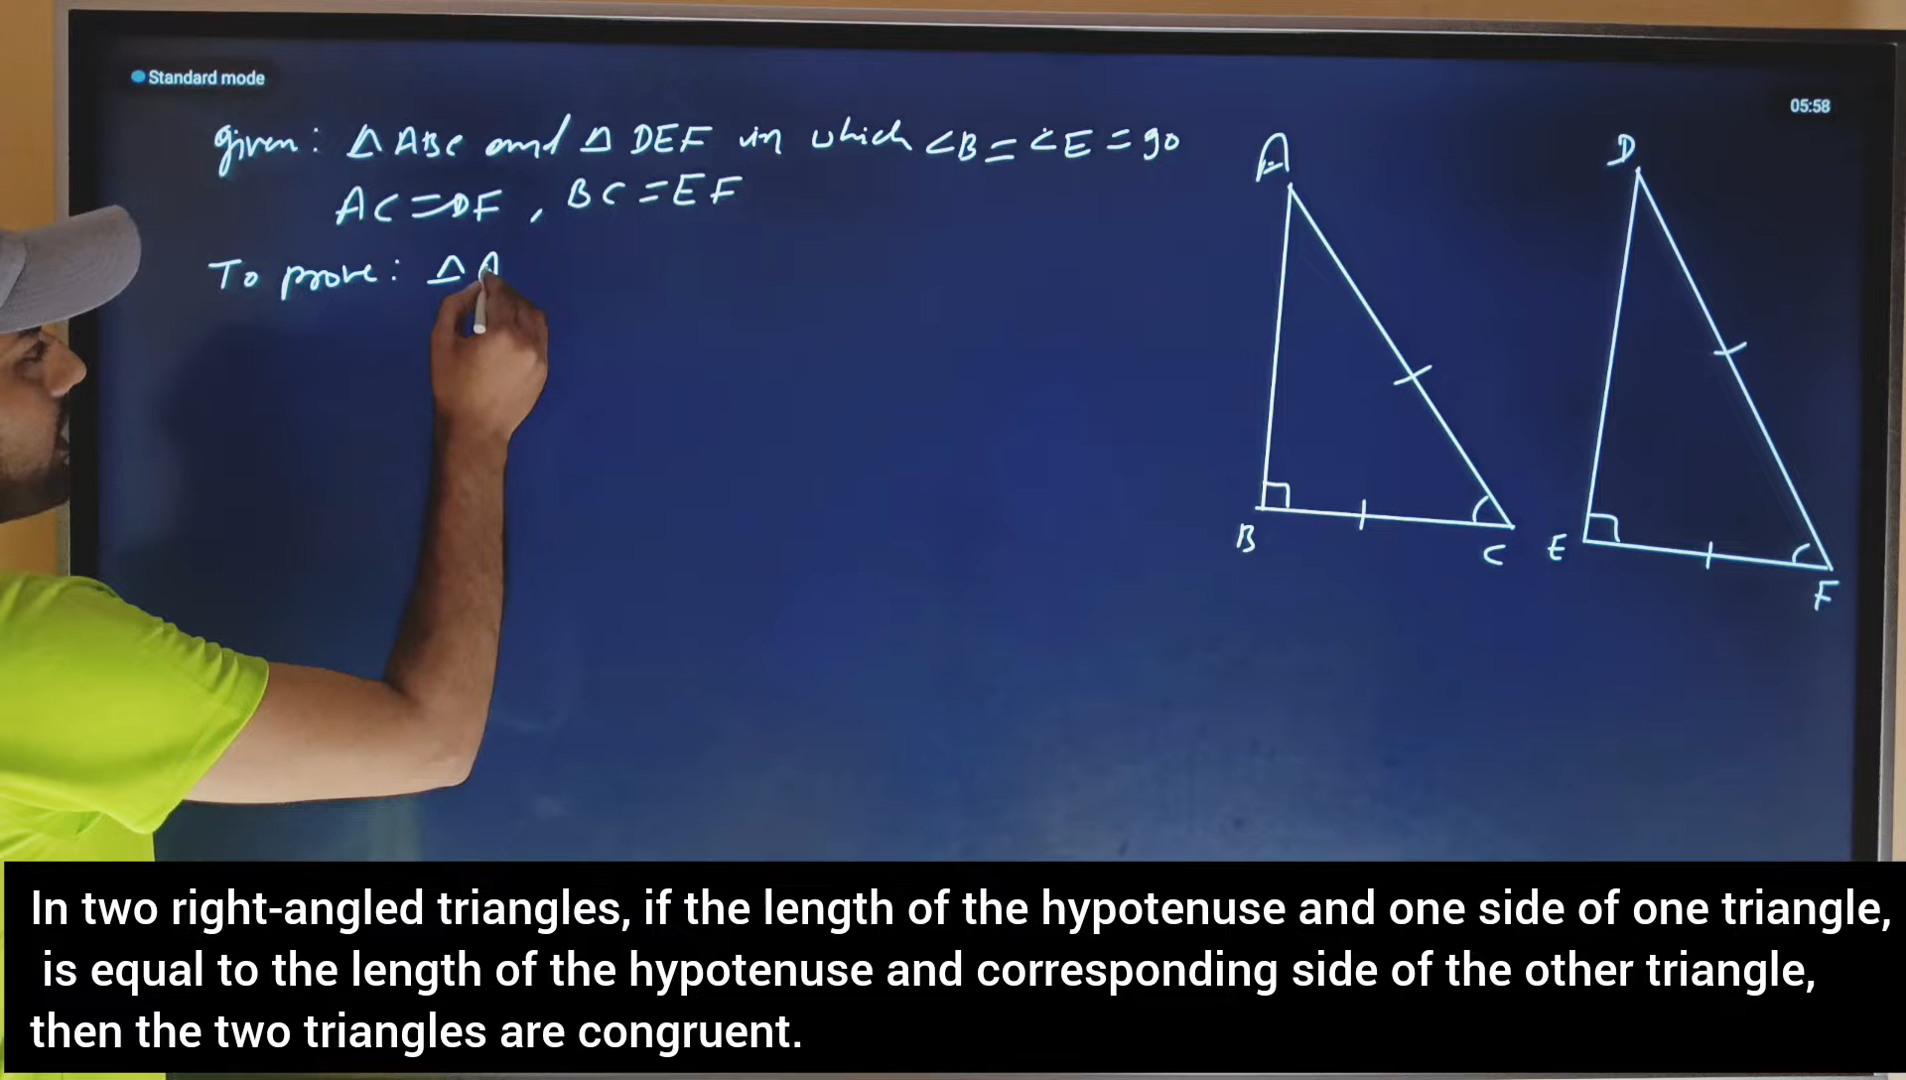 Standard mode
05:58
given: Δ ABC and Δ DEF in which ∠B = ∠E = 90
AC = DF, BC = EF
To prove: Δ A
A
D
B
C
E
F
In two right-angled triangles, if the length of the hypotenuse and one side of one triangle,
is equal to the length of the hypotenuse and corresponding side of the other triangle,
then the two triangles are congruent.